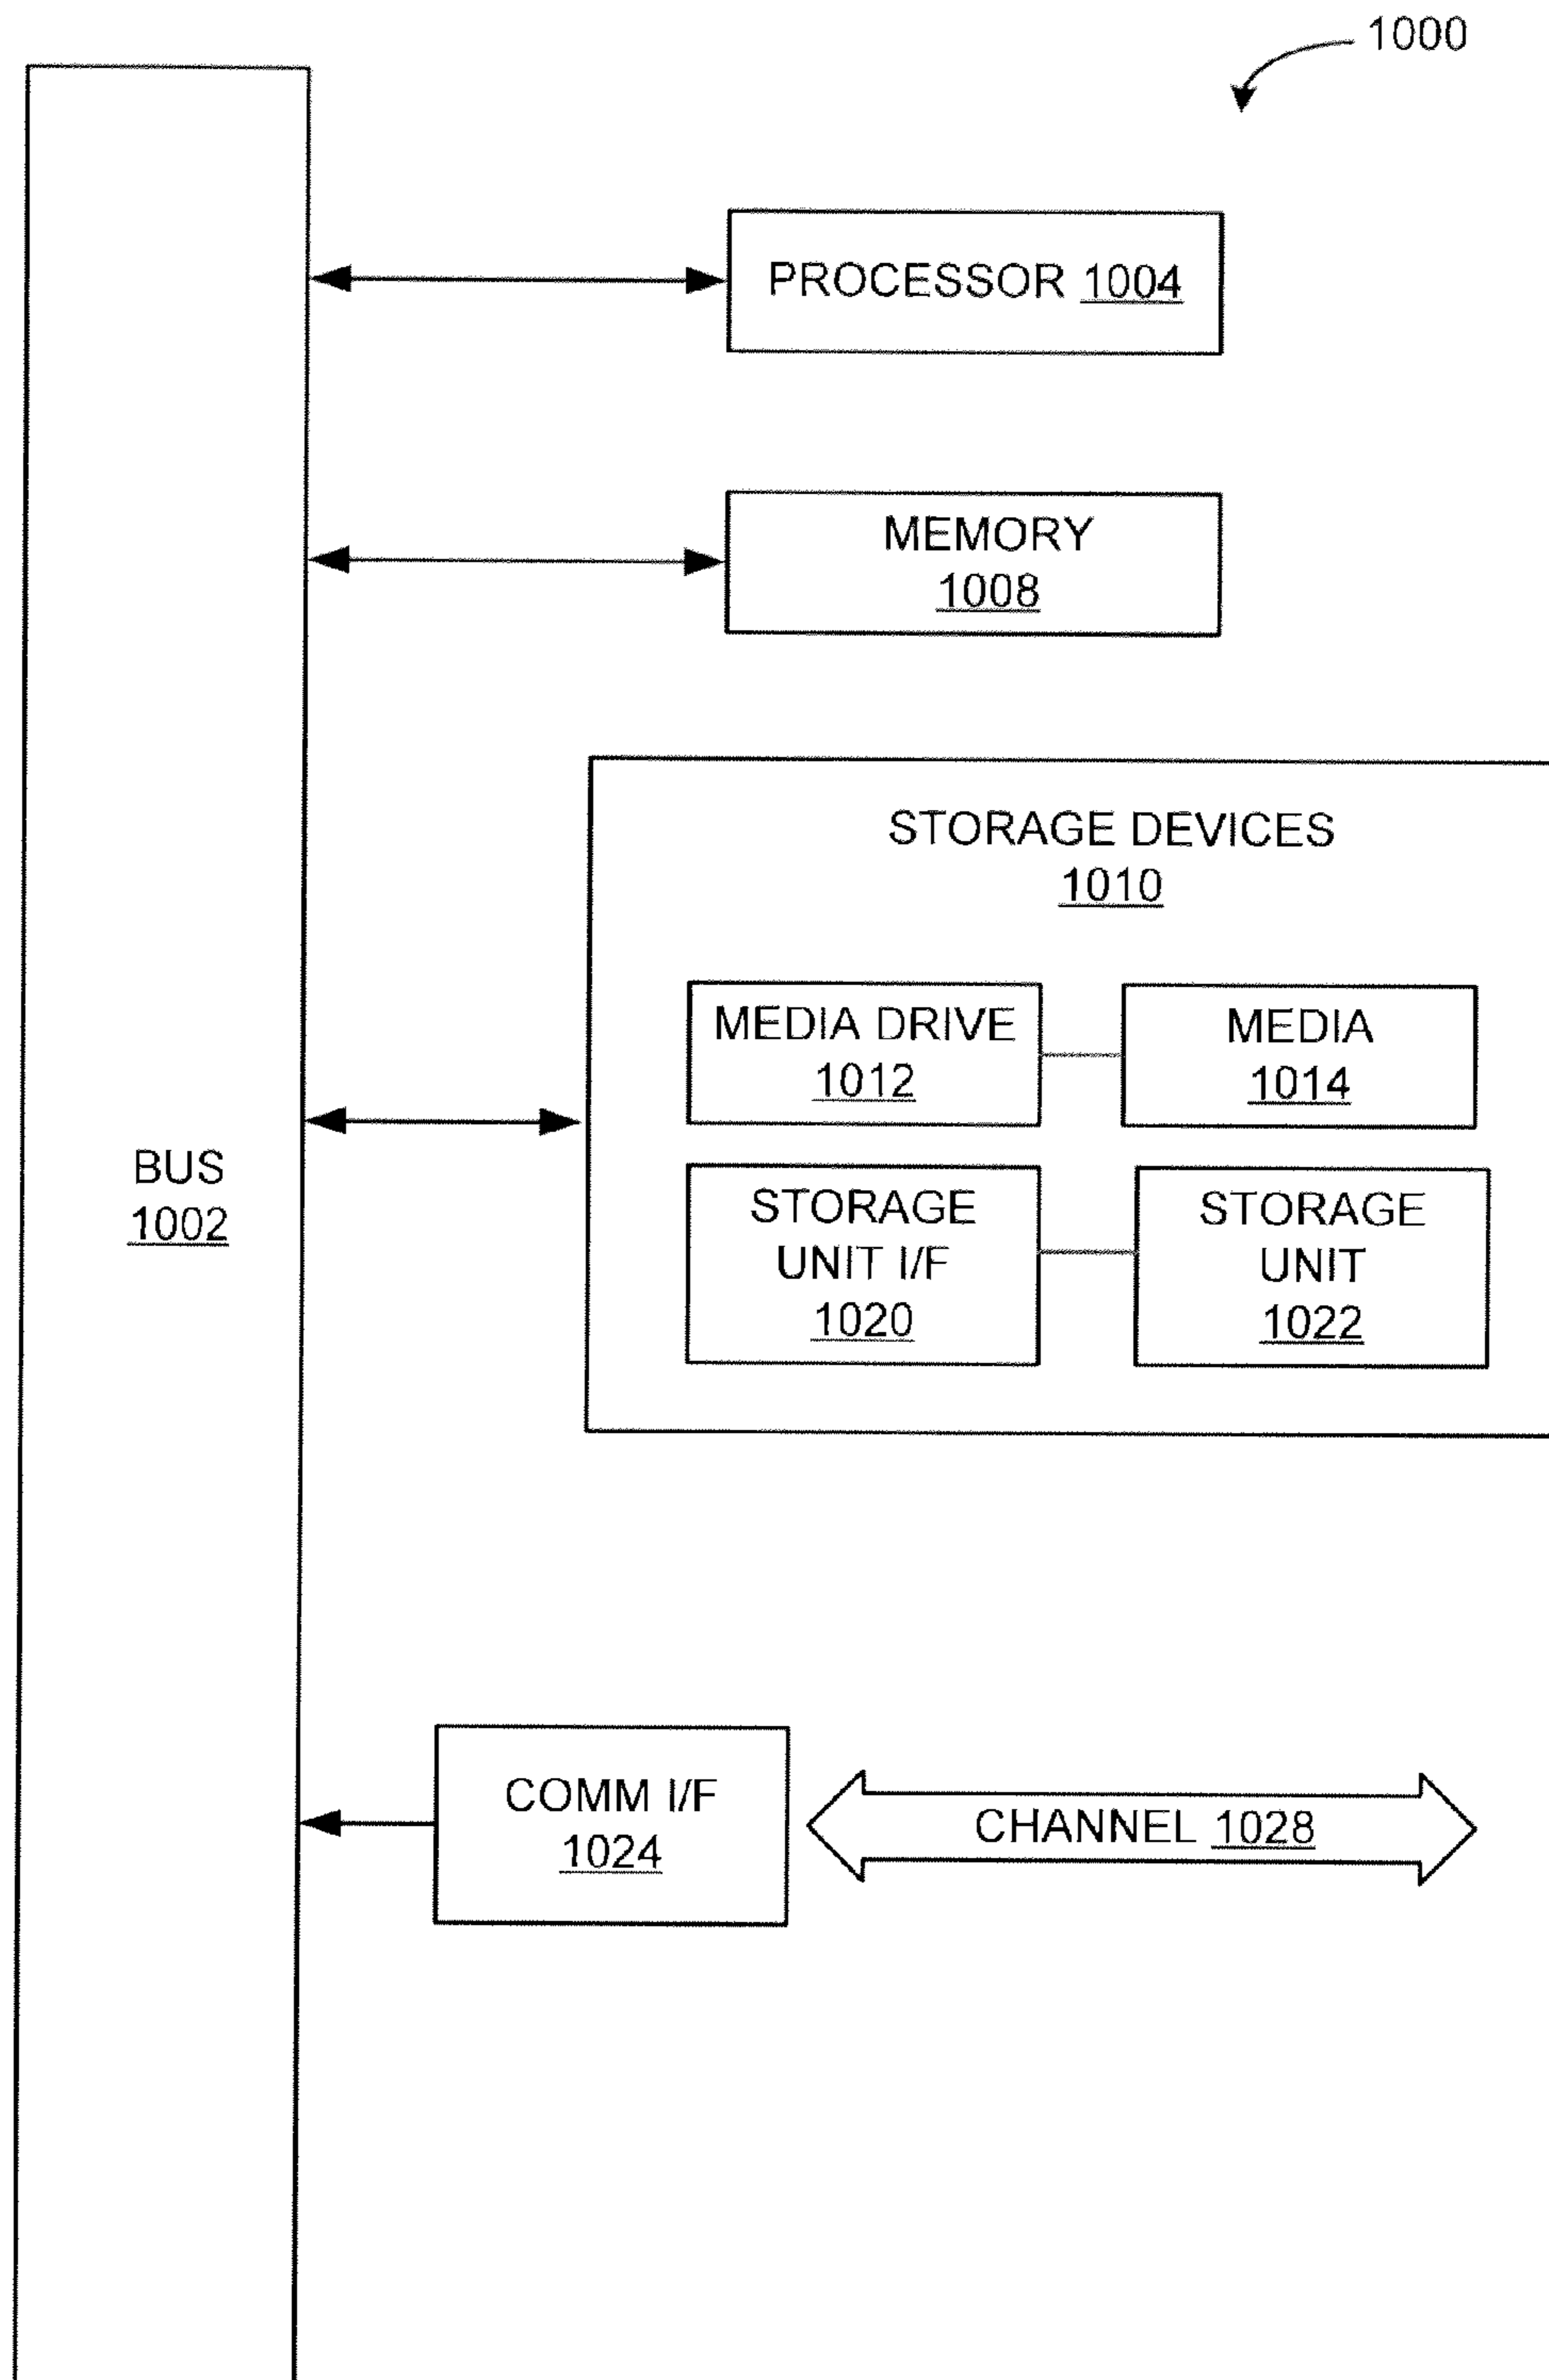 1000
PROCESSOR 1004
MEMORY
1008
STORAGE DEVICES
1010
MEDIA DRIVE
1012
MEDIA
1014
BUS
1002
STORAGE
UNIT I/F
1020
STORAGE
UNIT
1022
COMM I/F
1024
CHANNEL 1028